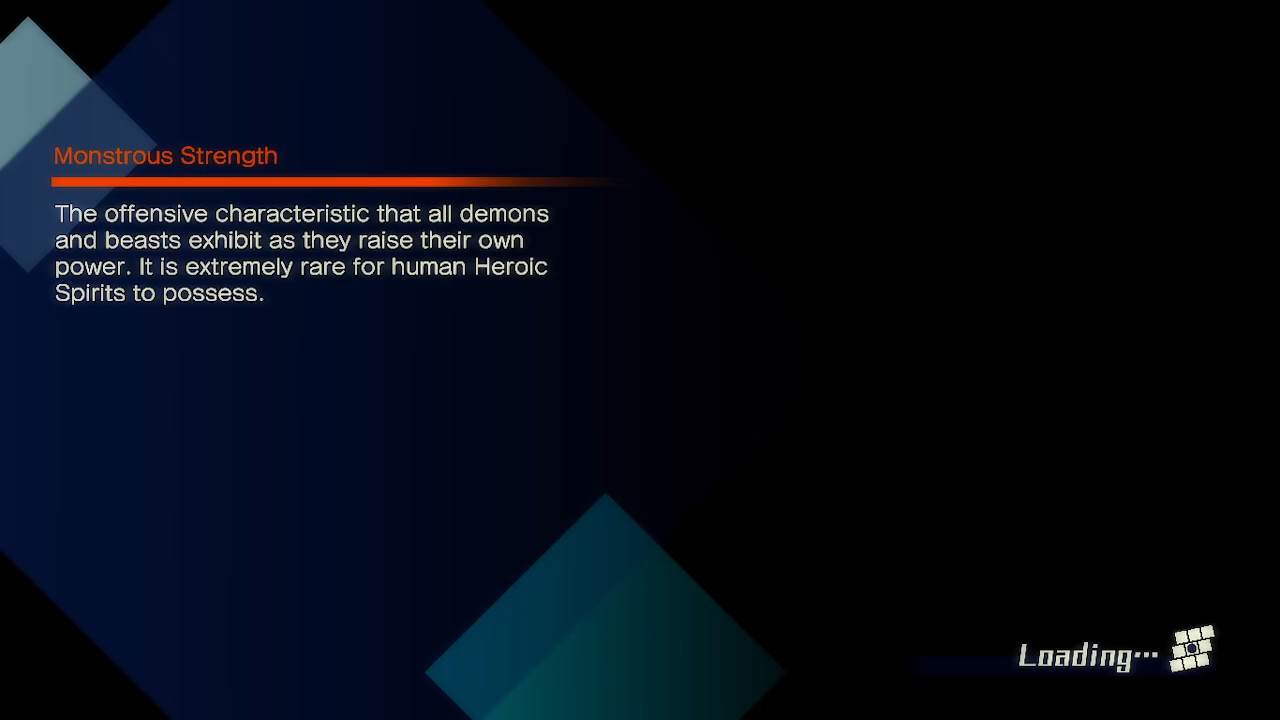 Monstrous Strength
The offensive characteristic that all demons
and beasts exhibit as they raise their own
power. It is extremely rare for human Heroic
Spirits to possess.
Loading···